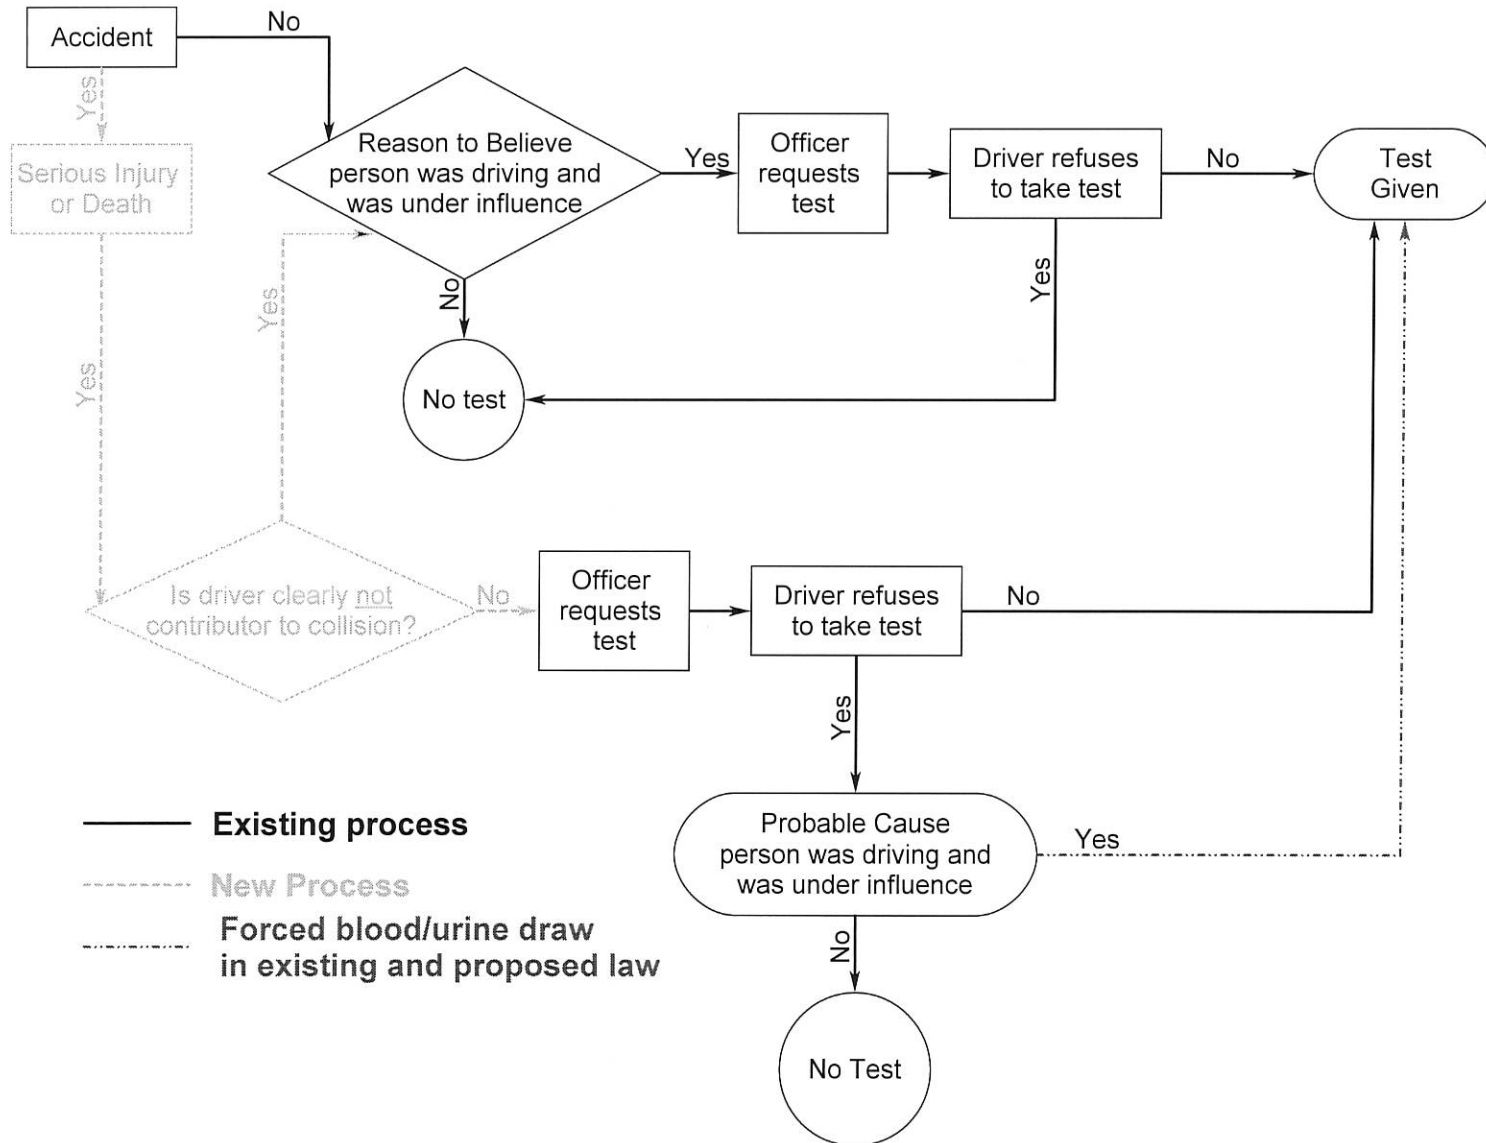 Accident
No
Yes
Serious Injury
or Death
Yes
Reason to Believe
person was driving and
was under influence
Yes
Officer
requests
test
Driver refuses
to take test
No
Test
Given
Yes
No
Yes
No test
Is driver clearly not
contributor to collision?
No
Officer
requests
test
Driver refuses
to take test
No
Yes
Probable Cause
person was driving and
was under influence
Yes
No
No Test
Existing process
New Process
Forced blood/urine draw
in existing and proposed law